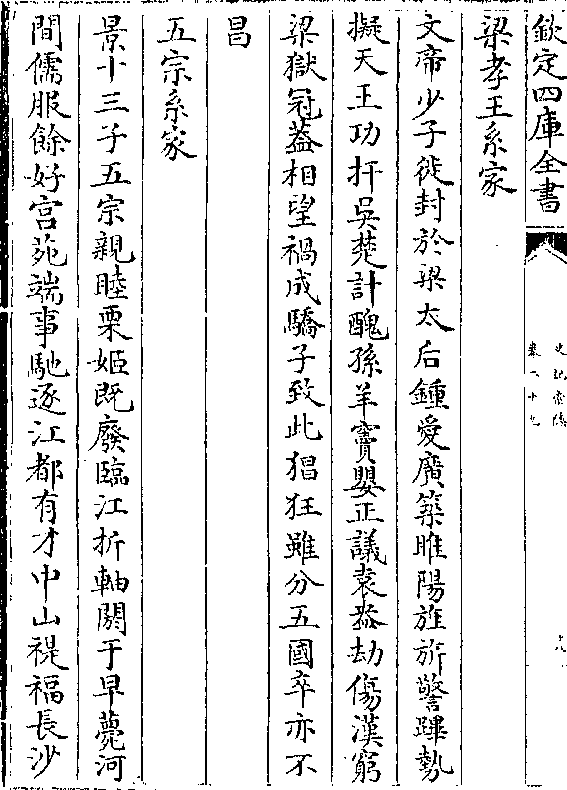 欽定四庫全書
史記索隱
卷二十九
梁孝王系家
文帝少子徙封於梁太后鍾愛廣築睢陽旌旂警蹕勢
擬天王功扞吳楚計醜孫羊竇嬰正議袁盎劫傷漢窮
梁獄冠蓋相望禍成驕子致此猖狂雖分五國卒亦不
昌
五宗系家
景十三子五宗親睦栗姬既廢臨江折軸閼于早薨河
間儒服餘好宫苑端事馳逐江都有才中山禔福長沙